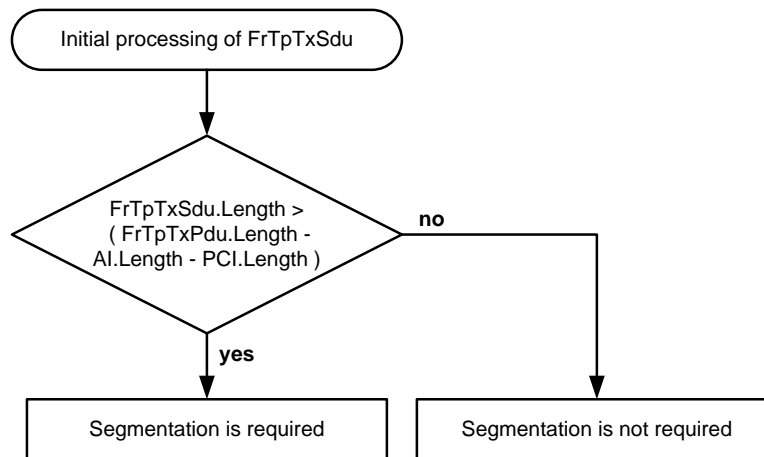 Initial processing of FrTpTxSdu
FrTpTxSdu.Length >
( FrTpTxPdu.Length -
AI.Length - PCI.Length )
no
yes
Segmentation is required
Segmentation is not required